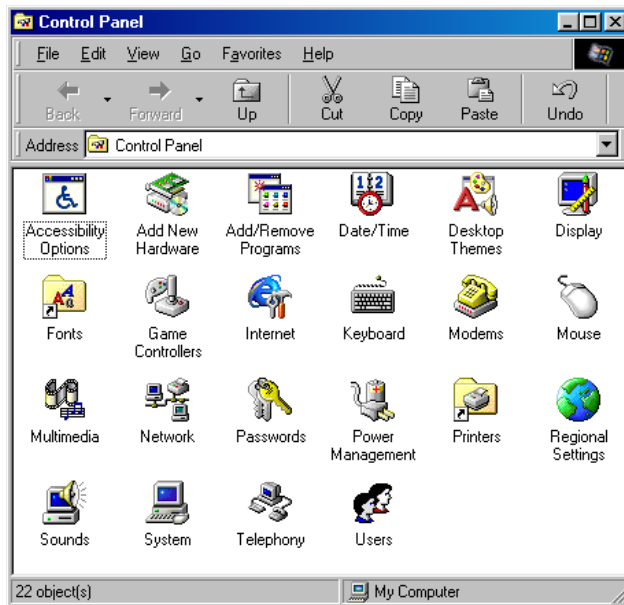 Control Panel
File Edit View Go Favorites Help
Back Forward Up Cut Copy Paste Undo
Address Control Panel
Accessibility Options
Add New Hardware
Add/Remove Programs
Date/Time
Desktop Themes
Display
Fonts
Game Controllers
Internet
Keyboard
Modems
Mouse
Multimedia
Network
Passwords
Power Management
Printers
Regional Settings
Sounds
System
Telephony
Users
22 object(s) My Computer